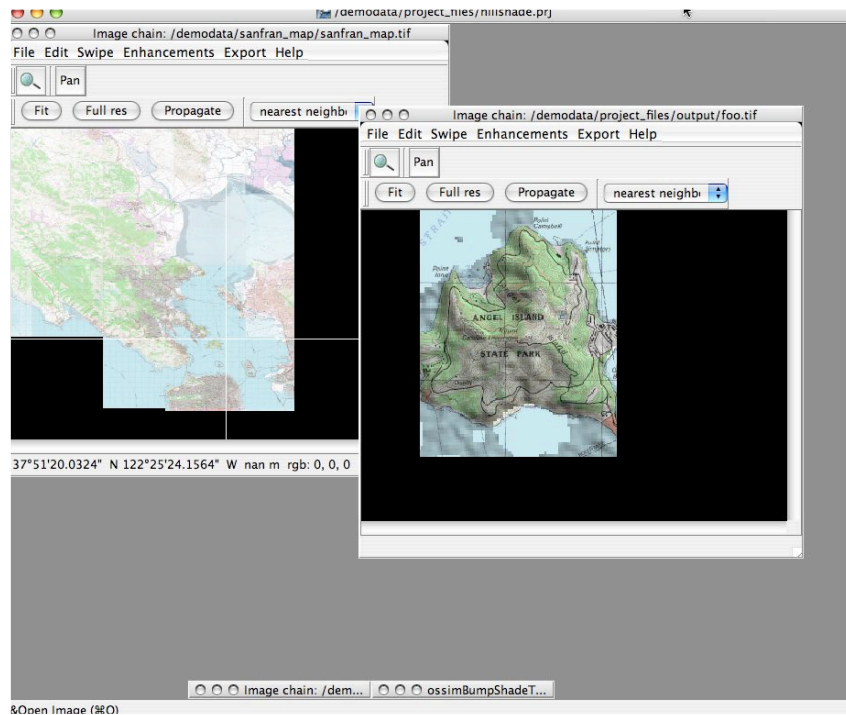 /demodata/project_files/hillshade.prj
Image chain: /demodata/sanfran_map/sanfran_map.tif
File Edit Swipe Enhancements Export Help
Pan
Fit Full res Propagate nearest neighb
37°51'20.0324" N 122°25'24.1564" W nan m rgb: 0, 0, 0
Image chain: /demodata/project_files/output/foo.tif
File Edit Swipe Enhancements Export Help
Pan
Fit Full res Propagate nearest neighb
Point
Campbell
Point
ANGEL ISLAND
STATE PARK
Image chain: /dem...
ossimBumpShadeT...
&Open Image (⌘O)